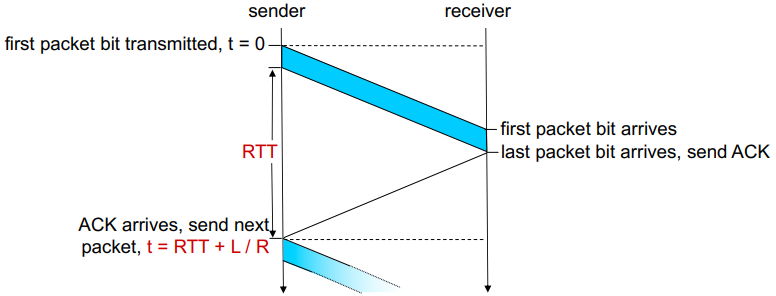 sender
receiver
first packet bit transmitted, t = 0
first packet bit arrives
RTT
last packet bit arrives, send ACK
ACK arrives, send next
packet, t = RTT + L / R